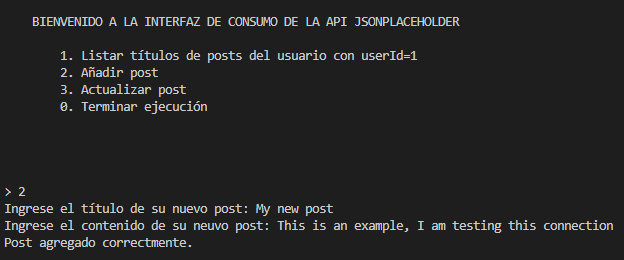 BIENVENIDO A LA INTERFAZ DE CONSUMO DE LA API JSONPLACEHOLDER
1. Listar títulos de posts del usuario con userId=1
2. Añadir post
3. Actualizar post
0. Terminar ejecución
> 2
Ingrese el título de su nuevo post: My new post
Ingrese el contenido de su neuvo post: This is an example, I am testing this connection
Post agregado correctamente.